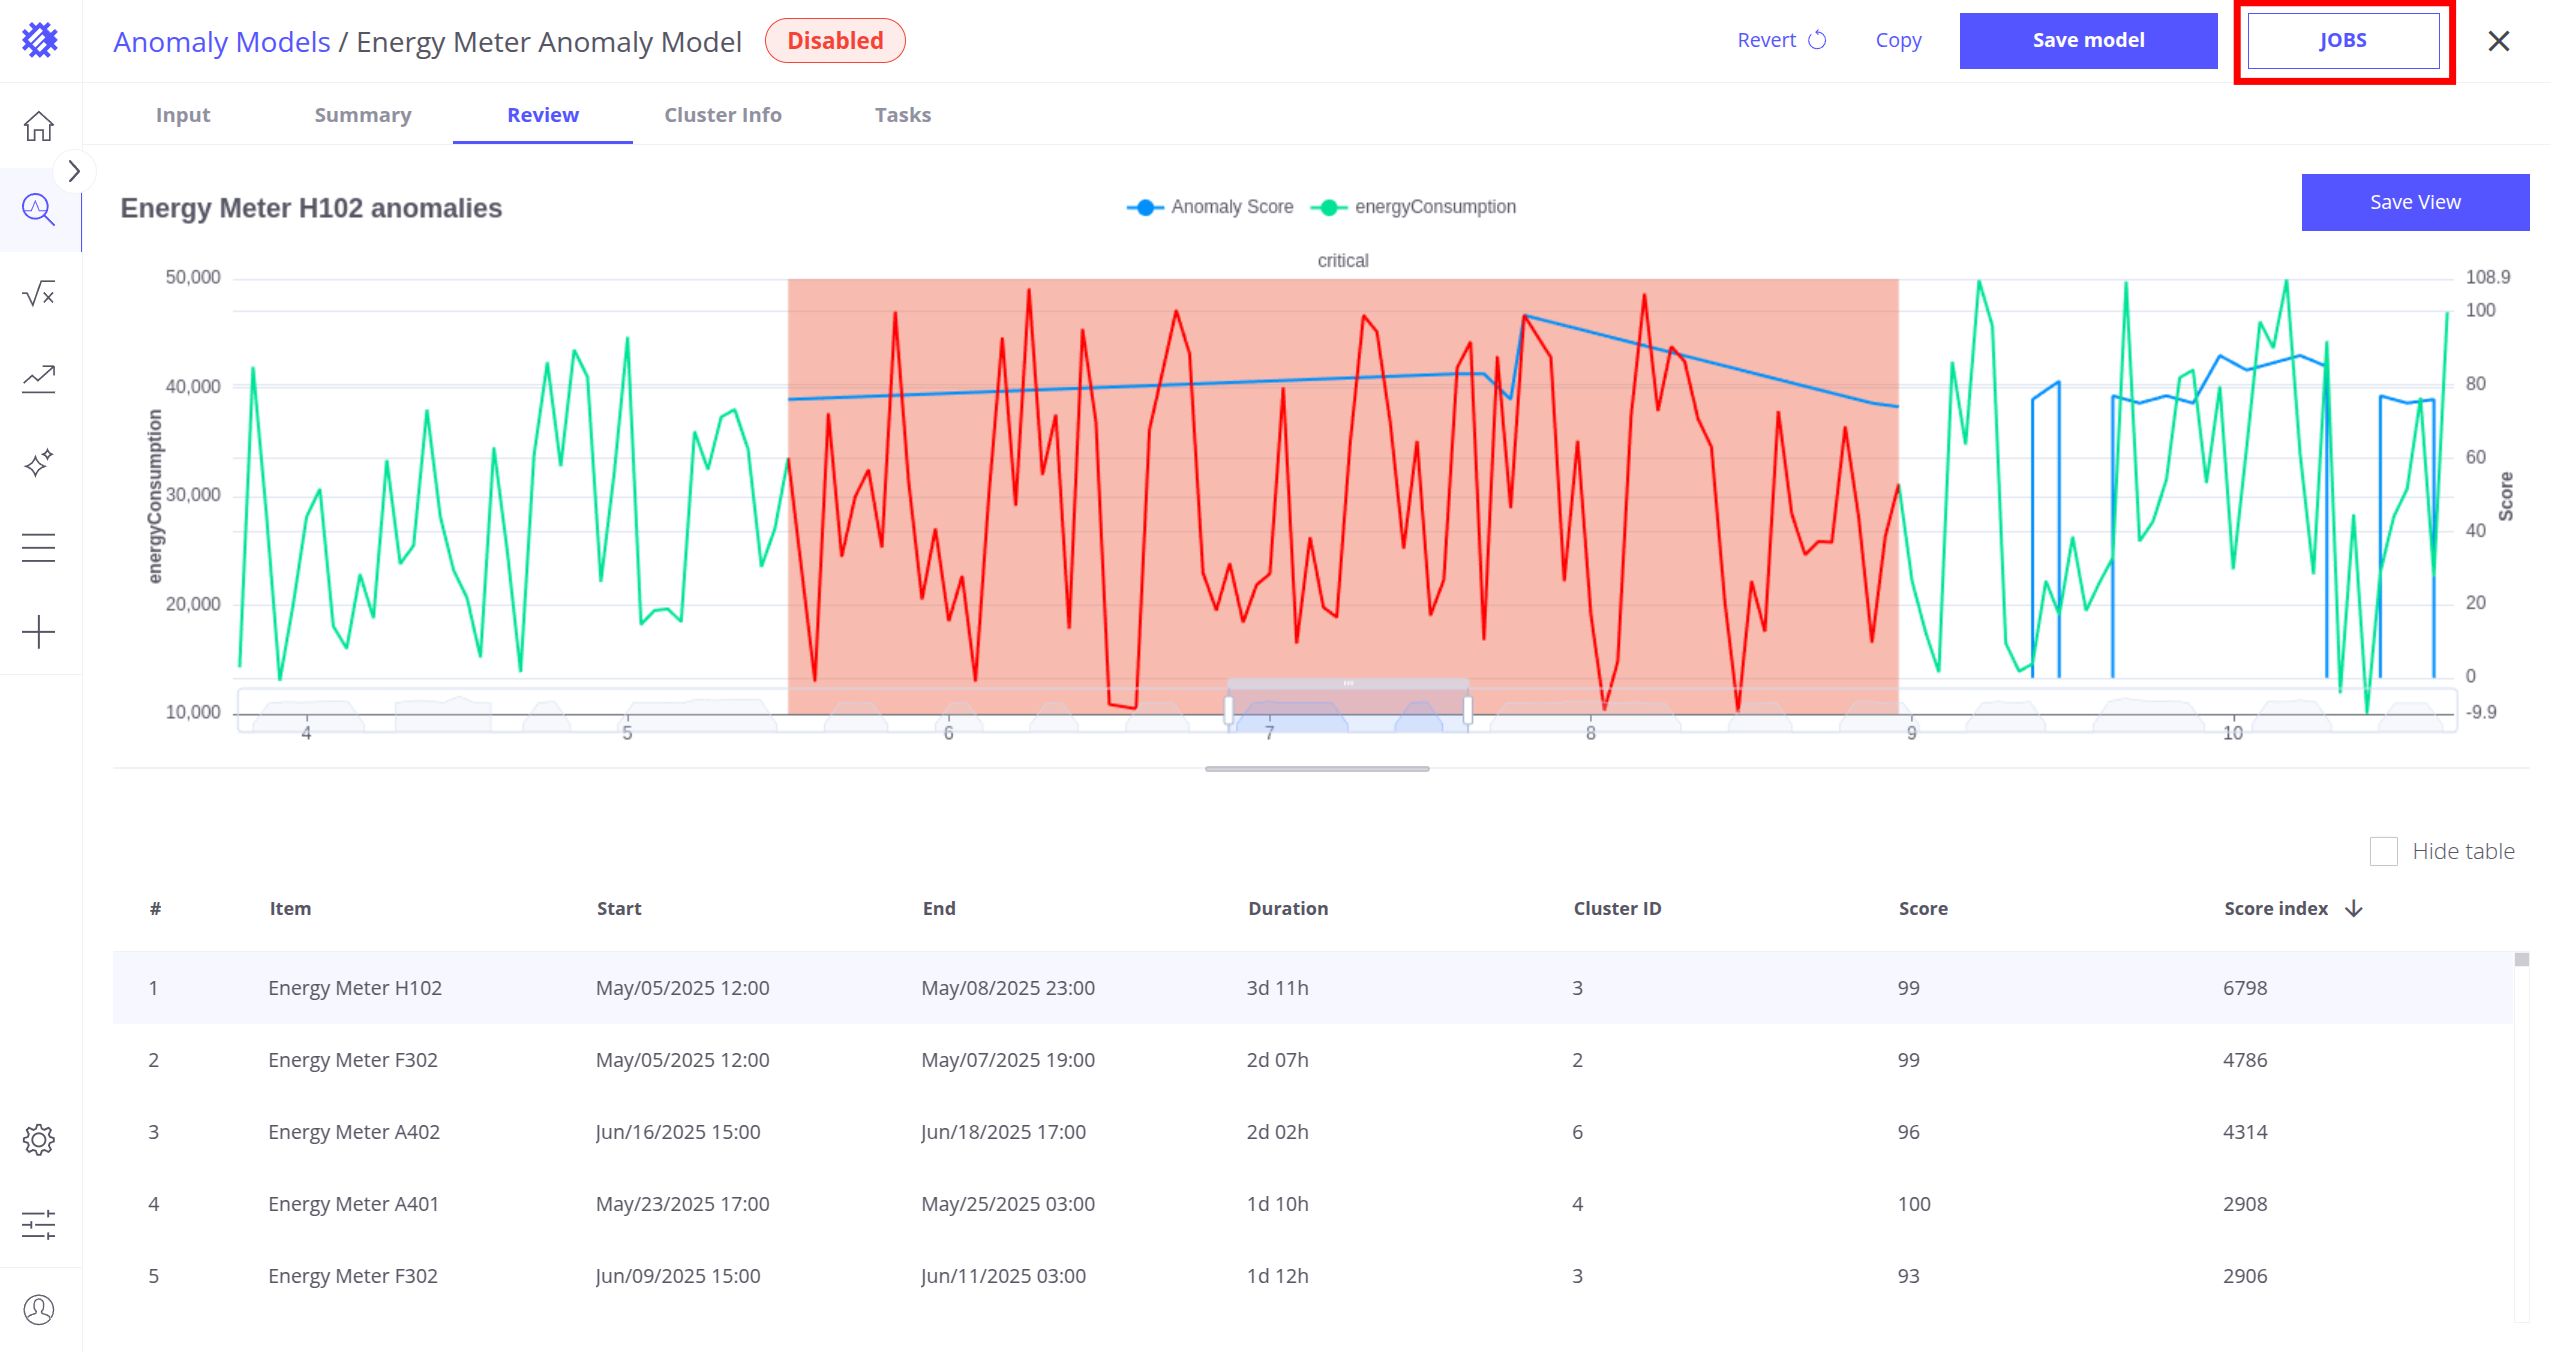 Anomaly Models / Energy Meter Anomaly Model Disabled Revert Copy Save model JOBS
Input Summary Review Cluster Info Tasks
Energy Meter H102 anomalies Anomaly Score energyConsumption Save View
critical
50,000 108.9
100
40,000 80
60
30,000
40
20,000 20
0
10,000 -9.9
energyConsumption
Score
4 5 6 7 8 9 10
Hide table
# Item Start End Duration Cluster ID Score Score index
1 Energy Meter H102 May/05/2025 12:00 May/08/2025 23:00 3d 11h 3 99 6798
2 Energy Meter F302 May/05/2025 12:00 May/07/2025 19:00 2d 07h 2 99 4786
3 Energy Meter A402 Jun/16/2025 15:00 Jun/18/2025 17:00 2d 02h 6 96 4314
4 Energy Meter A401 May/23/2025 17:00 May/25/2025 03:00 1d 10h 4 100 2908
5 Energy Meter F302 Jun/09/2025 15:00 Jun/11/2025 03:00 1d 12h 3 93 2906